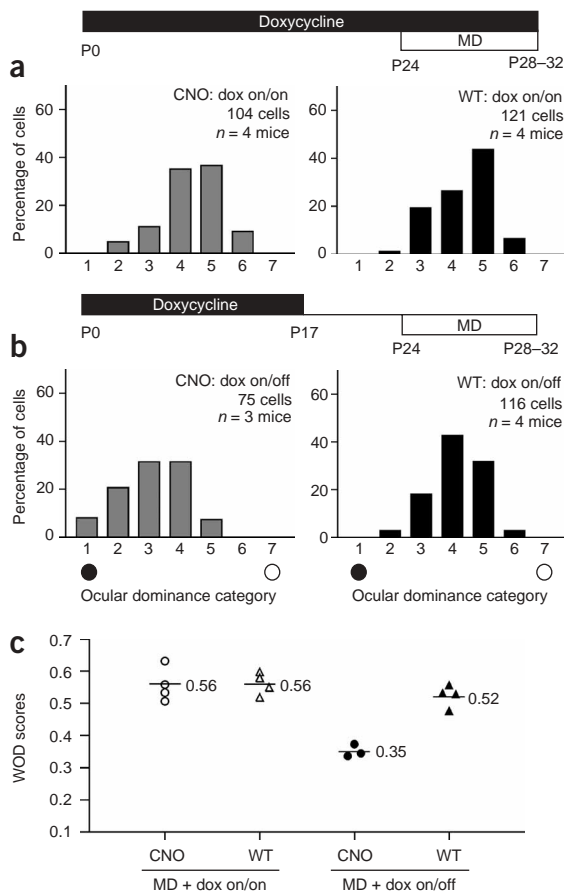 Doxycycline
P0
MD
P24
P28–32
a
CNO: dox on/on
104 cells
n = 4 mice
Percentage of cells
60
40
20
0
1 2 3 4 5 6 7
WT: dox on/on
121 cells
n = 4 mice
60
40
20
0
1 2 3 4 5 6 7
Doxycycline
P0
P17
MD
P24
P28–32
b
CNO: dox on/off
75 cells
n = 3 mice
Percentage of cells
60
40
20
0
1 2 3 4 5 6 7
Ocular dominance category
WT: dox on/off
116 cells
n = 4 mice
60
40
20
0
1 2 3 4 5 6 7
Ocular dominance category
c
WOD scores
0.7
0.6
0.5
0.4
0.3
0.2
0.1
0.56
0.56
0.35
0.52
CNO WT CNO WT
MD + dox on/on MD + dox on/off